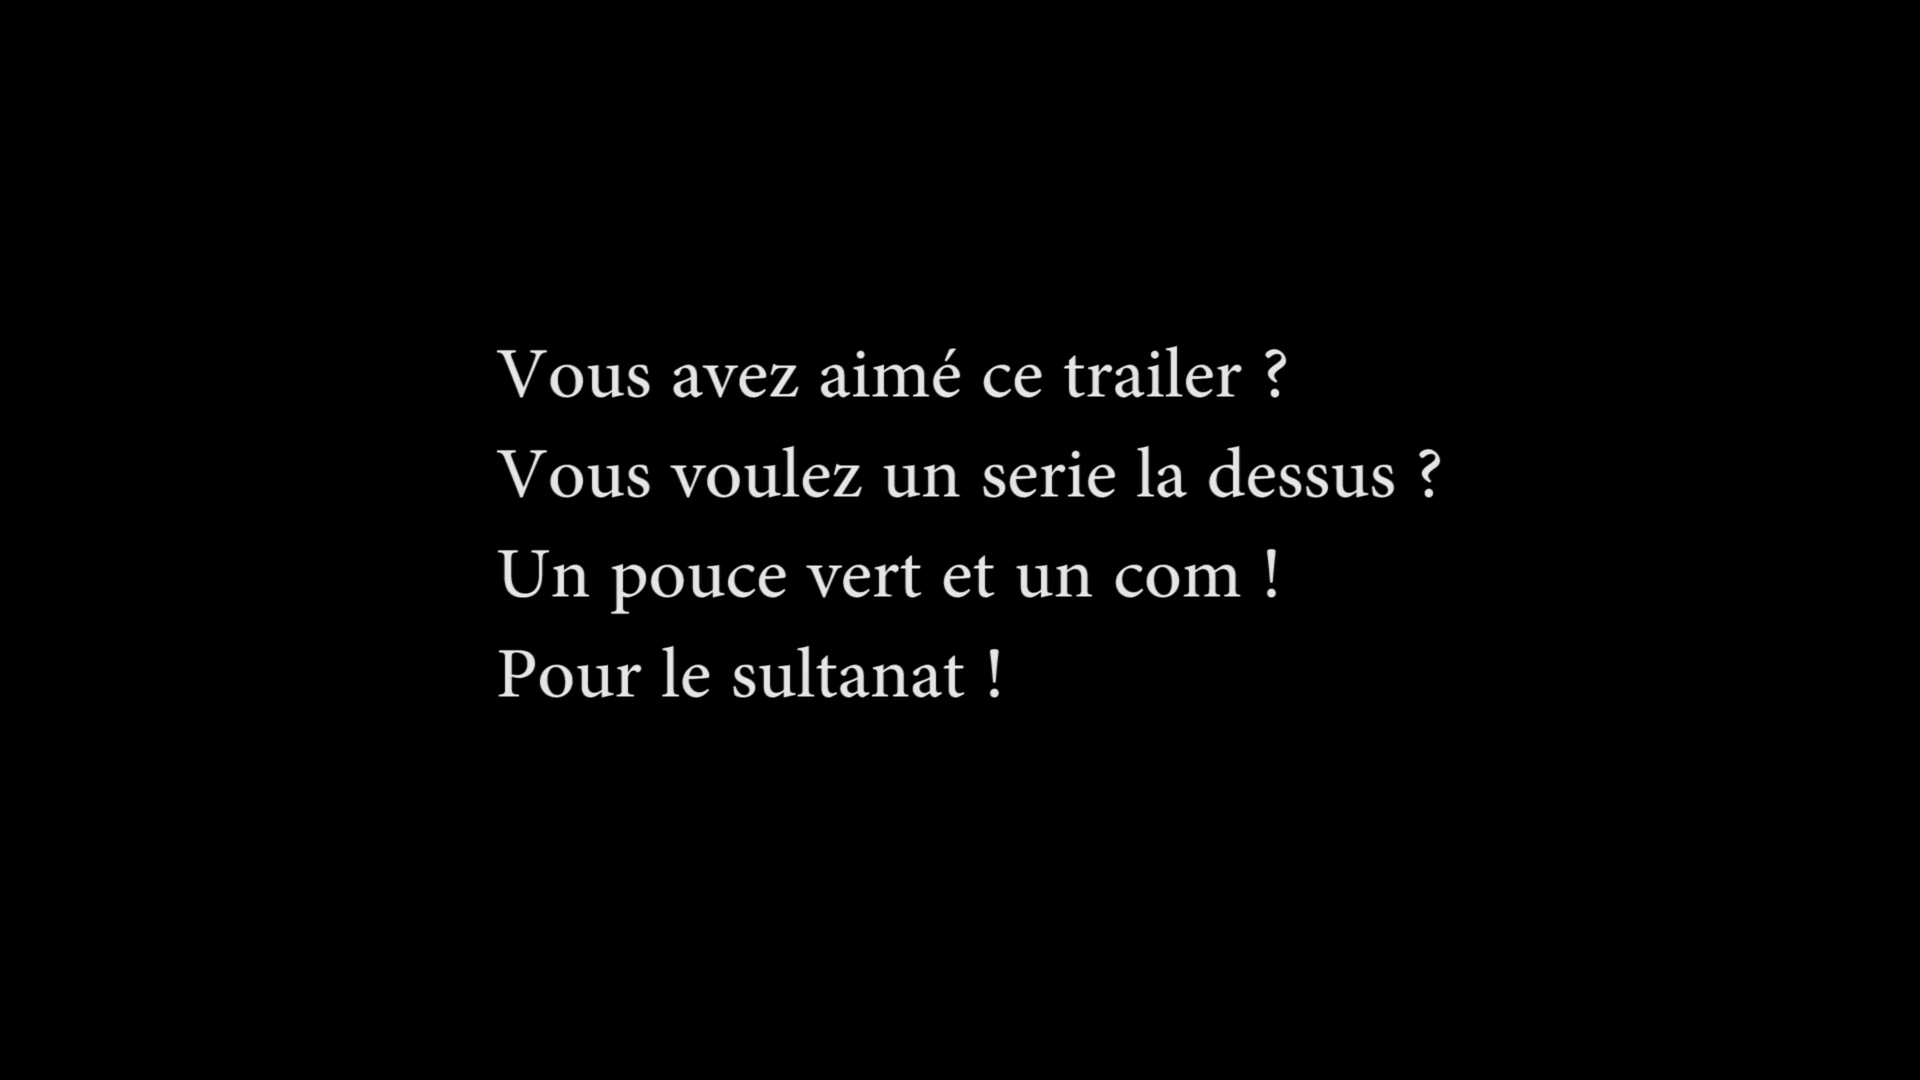 Vous avez aimé ce trailer ?
Vous voulez un serie la dessus ?
Un pouce vert et un com !
Pour le sultanat !